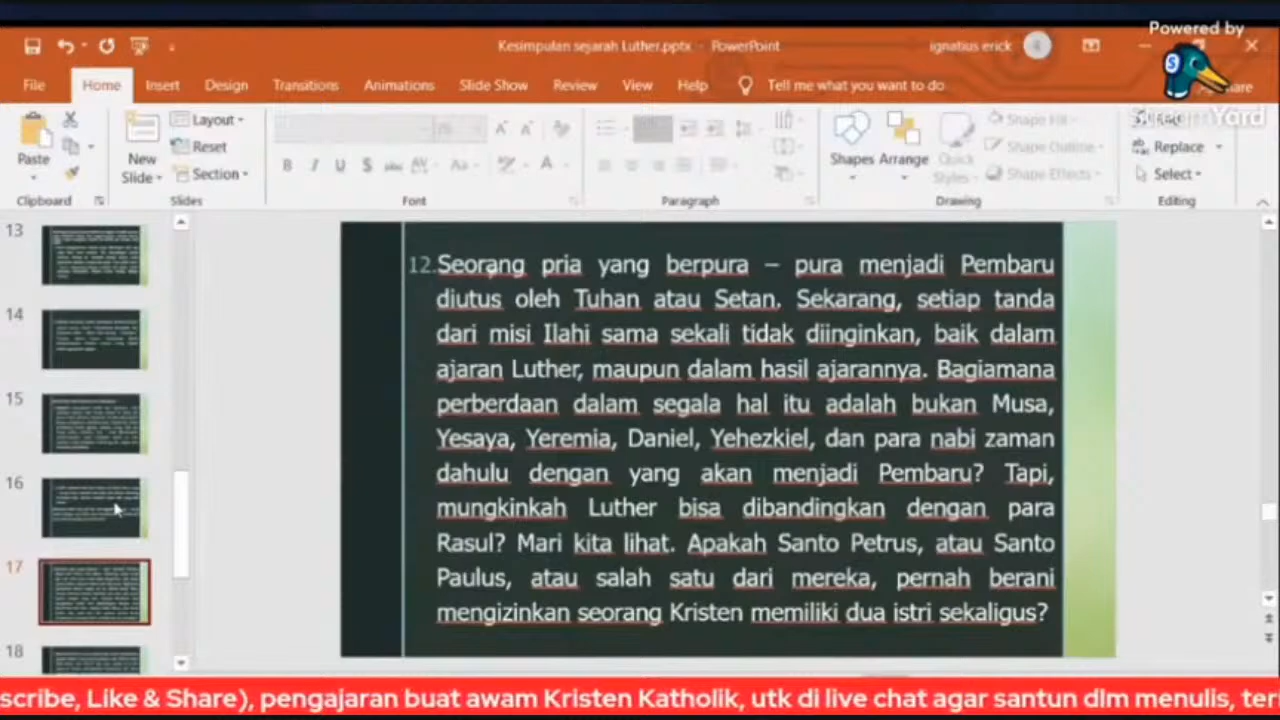 Powered by
Kesimpulan sejarah Luther.pptx - PowerPoint
ignatius erick
File Home Insert Design Transitions Animations Slide Show Review View Help Tell me what you want to do Share
StreamYard
Paste
New Slide
Layout
Reset
Section
B I U S abc AV Aa A
Shapes Arrange Quick Styles
Shape Fill
Shape Outline
Shape Effects
Replace
Select
Clipboard Slides Font Paragraph Drawing Editing
13
14
15
16
17
18
12. Seorang pria yang berpura – pura menjadi Pembaru
diutus oleh Tuhan atau Setan. Sekarang, setiap tanda
dari misi Ilahi sama sekali tidak diinginkan, baik dalam
ajaran Luther, maupun dalam hasil ajarannya. Bagiamana
perberdaan dalam segala hal itu adalah bukan Musa,
Yesaya, Yeremia, Daniel, Yehezkiel, dan para nabi zaman
dahulu dengan yang akan menjadi Pembaru? Tapi,
mungkinkah Luther bisa dibandingkan dengan para
Rasul? Mari kita lihat. Apakah Santo Petrus, atau Santo
Paulus, atau salah satu dari mereka, pernah berani
mengizinkan seorang Kristen memiliki dua istri sekaligus?
scribe, Like & Share), pengajaran buat awam Kristen Katholik, utk di live chat agar santun dlm menulis, ter